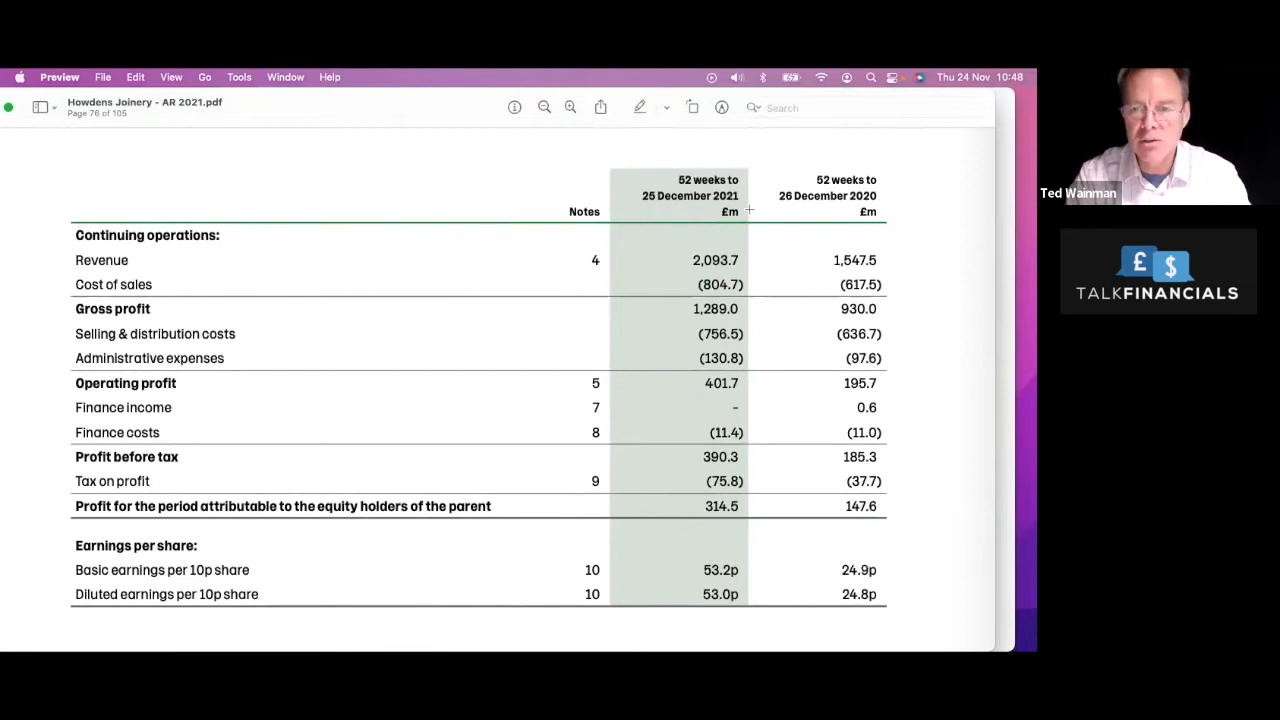 Preview File Edit View Go Tools Window Help Thu 24 Nov 10:48
Howdens Joinery - AR 2021.pdf
Page 76 of 105
Search
52 weeks to 52 weeks to
25 December 2021 26 December 2020
Notes £m £m
Continuing operations:
Revenue 4 2,093.7 1,547.5
Cost of sales (804.7) (617.5)
Gross profit 1,289.0 930.0
Selling & distribution costs (756.5) (636.7)
Administrative expenses (130.8) (97.6)
Operating profit 5 401.7 195.7
Finance income 7 - 0.6
Finance costs 8 (11.4) (11.0)
Profit before tax 390.3 185.3
Tax on profit 9 (75.8) (37.7)
Profit for the period attributable to the equity holders of the parent 314.5 147.6
Earnings per share:
Basic earnings per 10p share 10 53.2p 24.9p
Diluted earnings per 10p share 10 53.0p 24.8p
Ted Wainman
£ $
TALKFINANCIALS